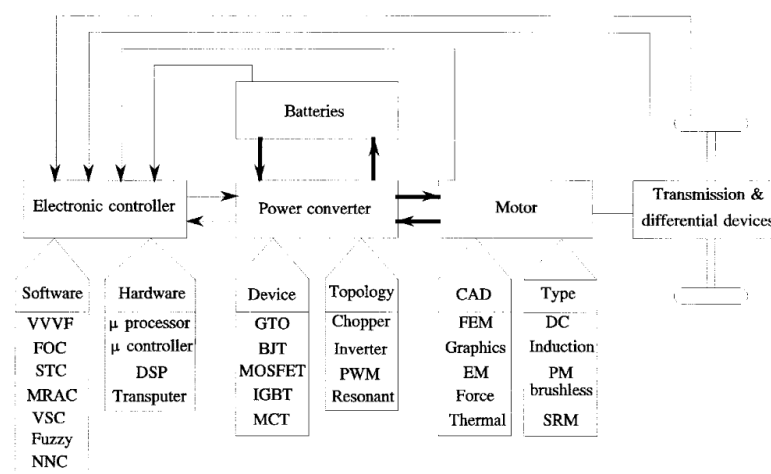 Batteries
Electronic controller
Power converter
Motor
Transmission &
differential devices
Software
VVVF
FOC
STC
MRAC
VSC
Fuzzy
NNC
Hardware
μ processor
μ controller
DSP
Transputer
Device
GTO
BJT
MOSFET
IGBT
MCT
Topology
Chopper
Inverter
PWM
Resonant
CAD
FEM
Graphics
EM
Force
Thermal
Type
DC
Induction
PM
brushless
SRM